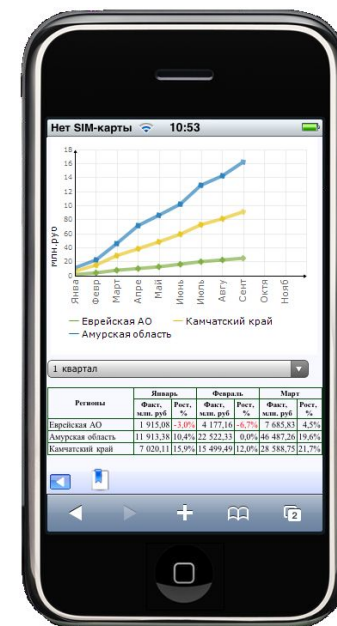 Нет SIM-карты 10:53
18
16
14
12
10
80
60
40
20
0
млн.руб
Янва Февр Март Апре Май Июнь Июль Авгу Сент Октя Нояб
Еврейская АО Камчатский край
Амурская область
1 квартал
Регионы Январь Февраль Март
Факт, млн. руб Рост, % Факт, млн. руб Рост, % Факт, млн. руб Рост, %
Еврейская АО 1 915,08 -3,0% 4 177,16 -6,7% 7 685,83 4,5%
Амурская область 11 913,38 10,4% 22 522,33 0,0% 46 487,26 19,6%
Камчатский край 7 020,11 15,9% 15 499,49 12,0% 28 588,75 21,7%
2